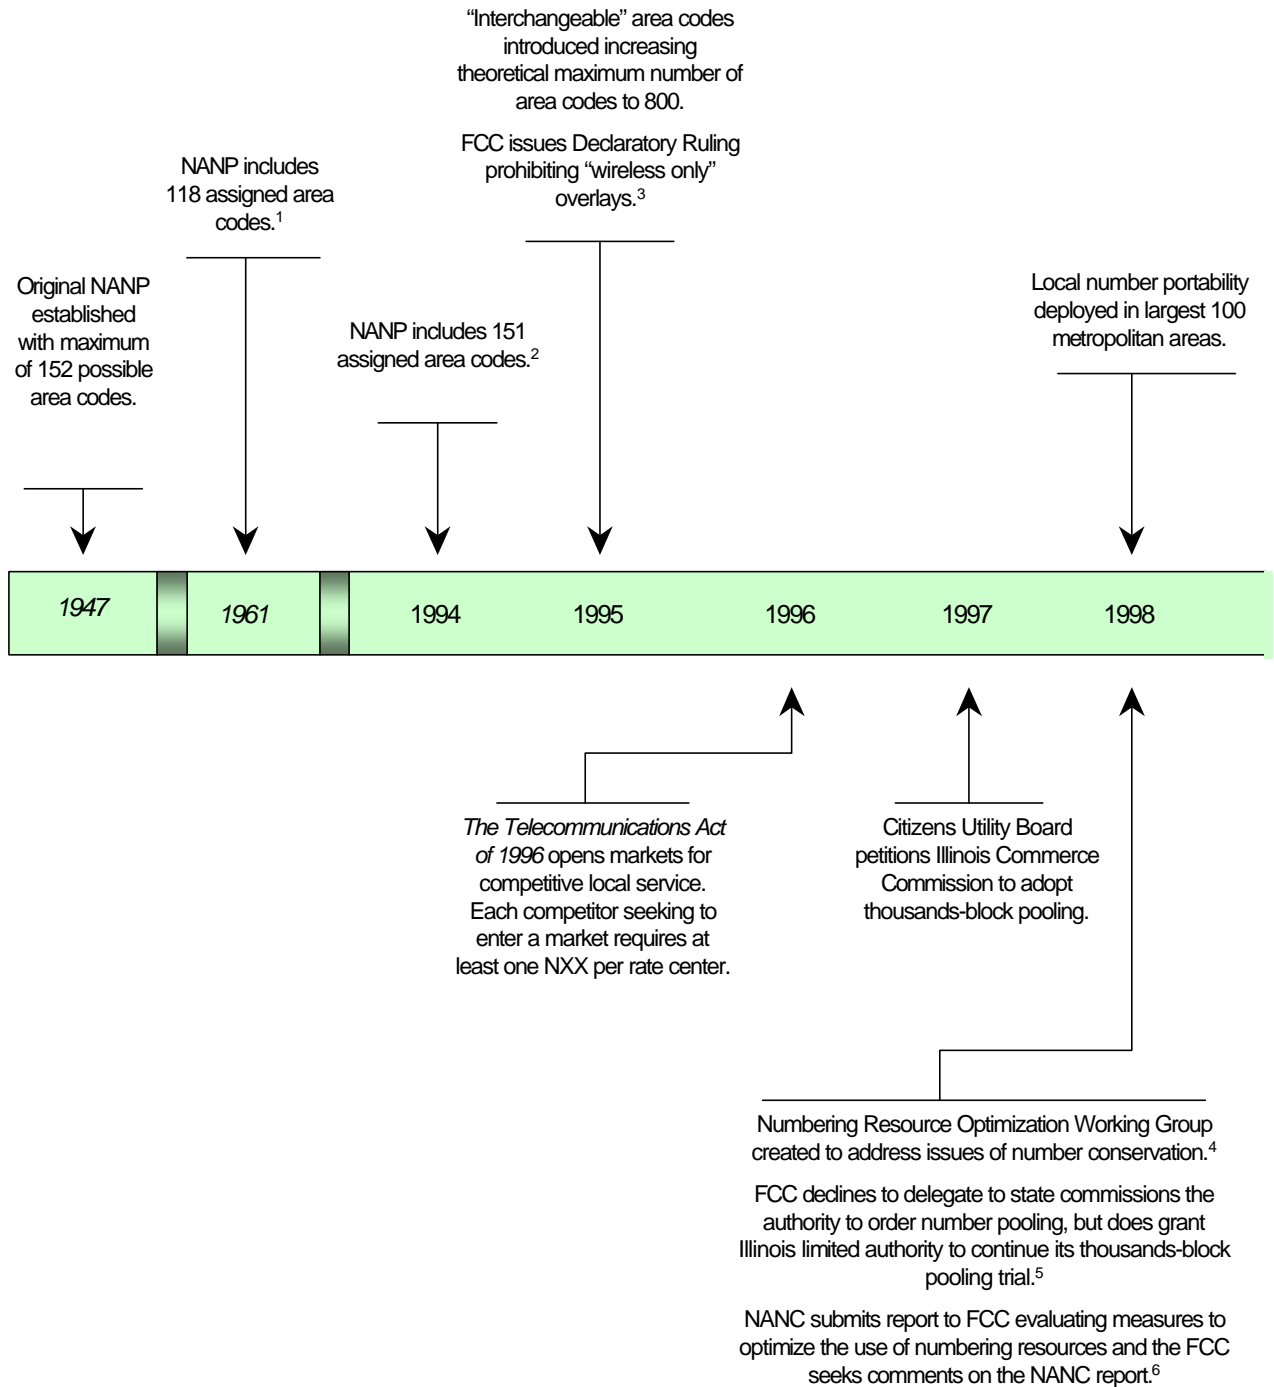 “Interchangeable” area codes
introduced increasing
theoretical maximum number of
area codes to 800.
FCC issues Declaratory Ruling
prohibiting “wireless only”
overlays.3
NANP includes
118 assigned area
codes.1
Original NANP
established
with maximum
of 152 possible
area codes.
NANP includes 151
assigned area codes.2
Local number portability
deployed in largest 100
metropolitan areas.
1947
1961
1994
1995
1996
1997
1998
The Telecommunications Act
of 1996 opens markets for
competitive local service.
Each competitor seeking to
enter a market requires at
least one NXX per rate center.
Citizens Utility Board
petitions Illinois Commerce
Commission to adopt
thousands-block pooling.
Numbering Resource Optimization Working Group
created to address issues of number conservation.4
FCC declines to delegate to state commissions the
authority to order number pooling, but does grant
Illinois limited authority to continue its thousands-block
pooling trial.5
NANC submits report to FCC evaluating measures to
optimize the use of numbering resources and the FCC
seeks comments on the NANC report.6